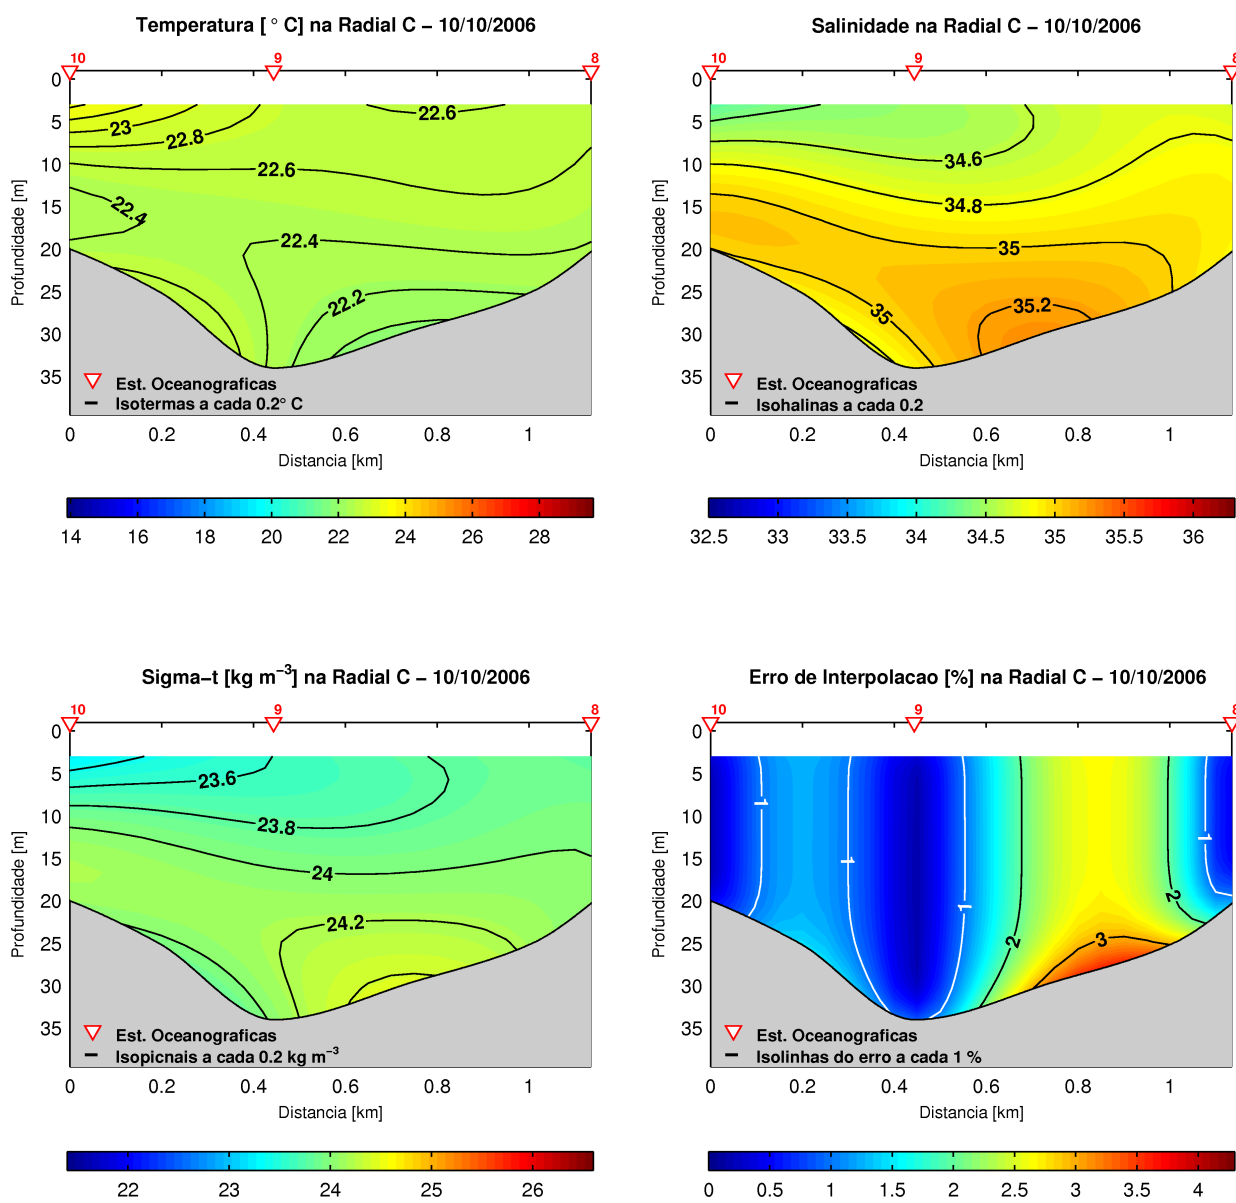 Temperatura [ ° C] na Radial C – 10/10/2006
10
9
8
0
5
10
15
20
25
30
35
Profundidade [m]
23
22.8
22.6
22.6
22.4
22.4
22.2
Est. Oceanograficas
Isotermas a cada 0.2° C
0 0.2 0.4 0.6 0.8 1
Distancia [km]
14 16 18 20 22 24 26 28
Salinidade na Radial C – 10/10/2006
10
9
8
0
5
10
15
20
25
30
35
Profundidade [m]
34.6
34.8
35
35.2
35
Est. Oceanograficas
Isohalinas a cada 0.2
0 0.2 0.4 0.6 0.8 1
Distancia [km]
32.5 33 33.5 34 34.5 35 35.5 36
Sigma–t [kg m⁻³] na Radial C – 10/10/2006
10
9
8
0
5
10
15
20
25
30
35
Profundidade [m]
23.6
23.8
24
24.2
Est. Oceanograficas
Isopicnais a cada 0.2 kg m⁻³
0 0.2 0.4 0.6 0.8 1
Distancia [km]
22 23 24 25 26
Erro de Interpolacao [%] na Radial C – 10/10/2006
10
9
8
0
5
10
15
20
25
30
35
Profundidade [m]
1
1
1
1
2
2
3
Est. Oceanograficas
Isolinhas do erro a cada 1 %
0 0.2 0.4 0.6 0.8 1
Distancia [km]
0 0.5 1 1.5 2 2.5 3 3.5 4